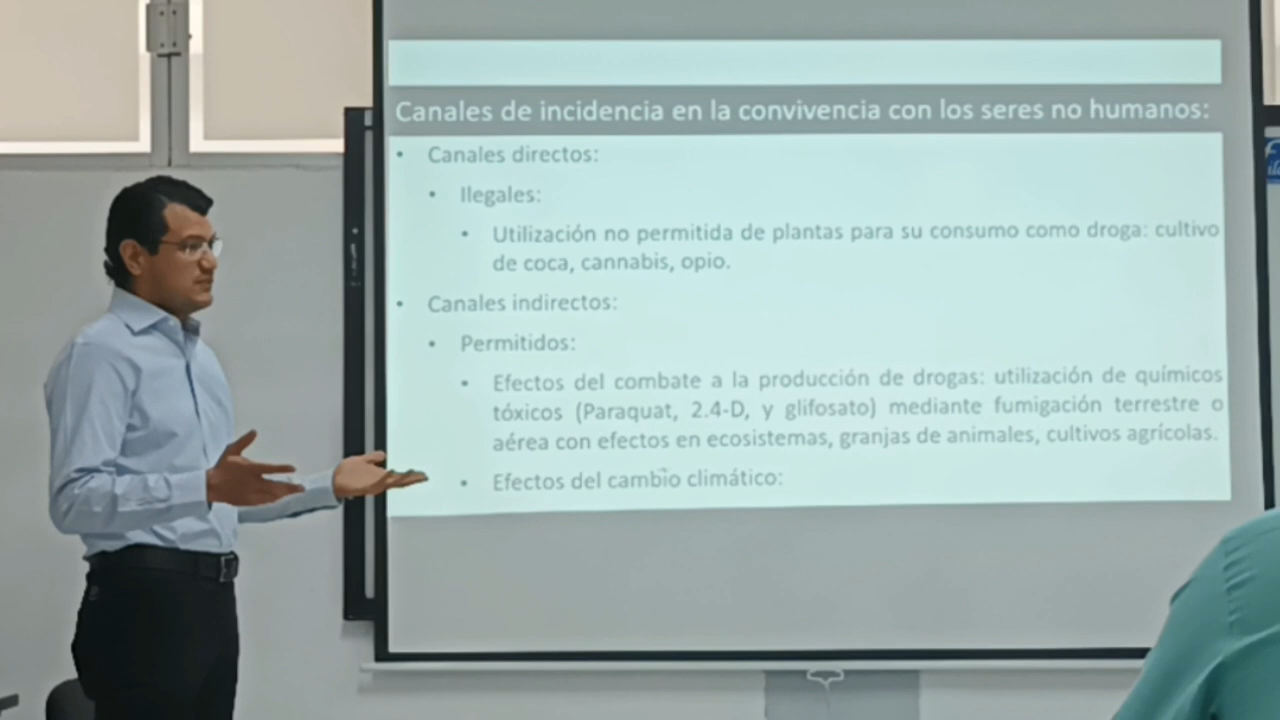 Canales de incidencia en la convivencia con los seres no humanos:
• Canales directos:
• Ilegales:
• Utilización no permitida de plantas para su consumo como droga: cultivo
de coca, cannabis, opio.
• Canales indirectos:
• Permitidos:
• Efectos del combate a la producción de drogas: utilización de químicos
tóxicos (Paraquat, 2.4-D, y glifosato) mediante fumigación terrestre o
aérea con efectos en ecosistemas, granjas de animales, cultivos agrícolas.
• Efectos del cambio climático: